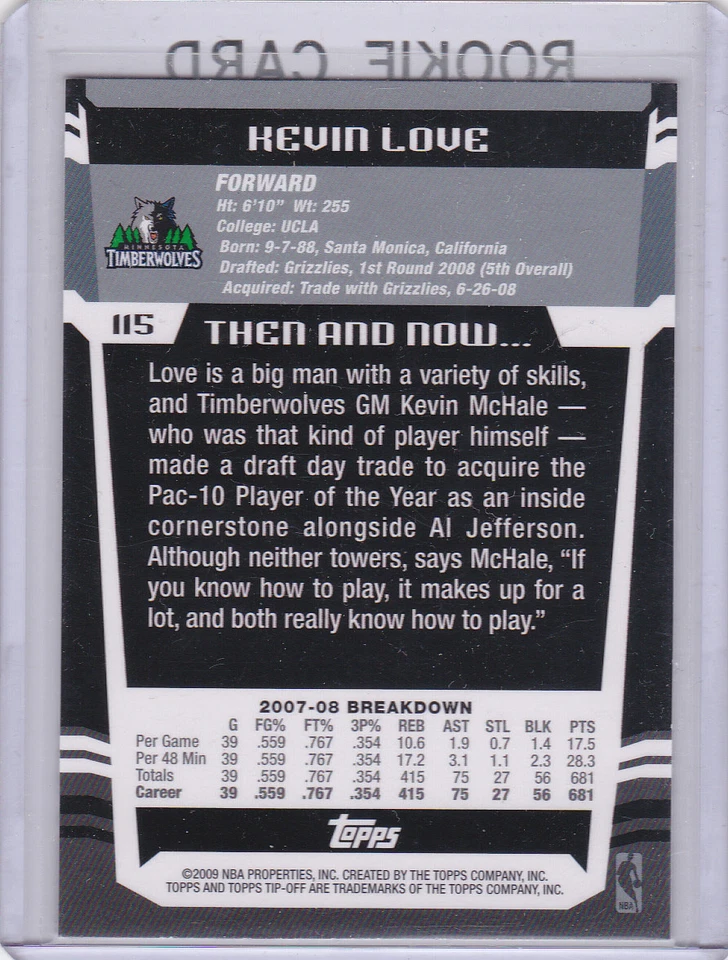 ROOKIE CARD
KEVIN LOVE
FORWARD
Ht: 6'10" Wt: 255
College: UCLA
Born: 9-7-88, Santa Monica, California
Drafted: Grizzlies, 1st Round 2008 (5th Overall)
Acquired: Trade with Grizzlies, 6-26-08
MINNESOTA
TIMBERWOLVES
115
THEN AND NOW...
Love is a big man with a variety of skills,
and Timberwolves GM Kevin McHale —
who was that kind of player himself —
made a draft day trade to acquire the
Pac-10 Player of the Year as an inside
cornerstone alongside Al Jefferson.
Although neither towers, says McHale, “If
you know how to play, it makes up for a
lot, and both really know how to play.”
2007-08 BREAKDOWN
G FG% FT% 3P% REB AST STL BLK PTS
Per Game 39 .559 .767 .354 10.6 1.9 0.7 1.4 17.5
Per 48 Min 39 .559 .767 .354 17.2 3.1 1.1 2.3 28.3
Totals 39 .559 .767 .354 415 75 27 56 681
Career 39 .559 .767 .354 415 75 27 56 681
topps
©2009 NBA PROPERTIES, INC. CREATED BY THE TOPPS COMPANY, INC.
TOPPS AND TOPPS TIP-OFF ARE TRADEMARKS OF THE TOPPS COMPANY, INC.
NBA